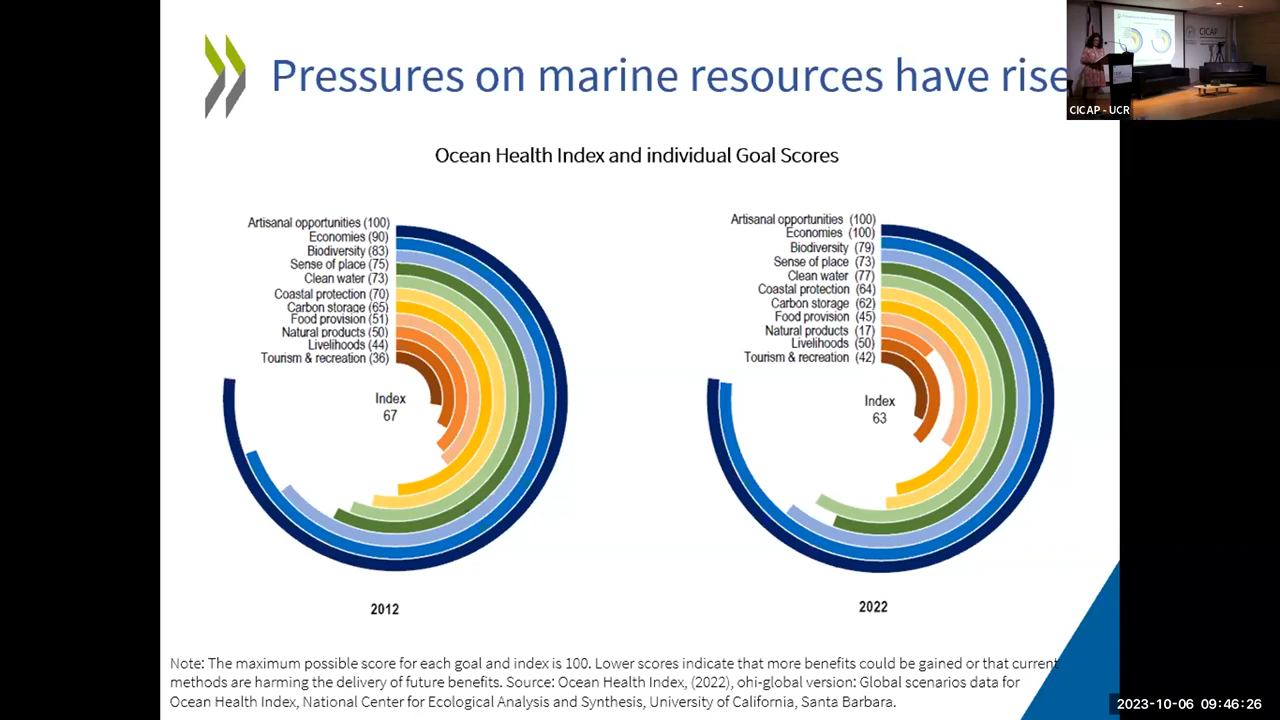 Pressures on marine resources have rise
CICAP
CICAP - UCR
Ocean Health Index and individual Goal Scores
Artisanal opportunities (100)
Economies (90)
Biodiversity (83)
Sense of place (75)
Clean water (73)
Coastal protection (70)
Carbon storage (65)
Food provision (51)
Natural products (50)
Livelihoods (44)
Tourism & recreation (36)
Index
67
2012
Artisanal opportunities (100)
Economies (100)
Biodiversity (79)
Sense of place (73)
Clean water (77)
Coastal protection (64)
Carbon storage (62)
Food provision (45)
Natural products (17)
Livelihoods (50)
Tourism & recreation (42)
Index
63
2022
Note: The maximum possible score for each goal and index is 100. Lower scores indicate that more benefits could be gained or that current
methods are harming the delivery of future benefits. Source: Ocean Health Index, (2022), ohi-global version: Global scenarios data for
Ocean Health Index, National Center for Ecological Analysis and Synthesis, University of California, Santa Barbara.
2023-10-06 09:46:26